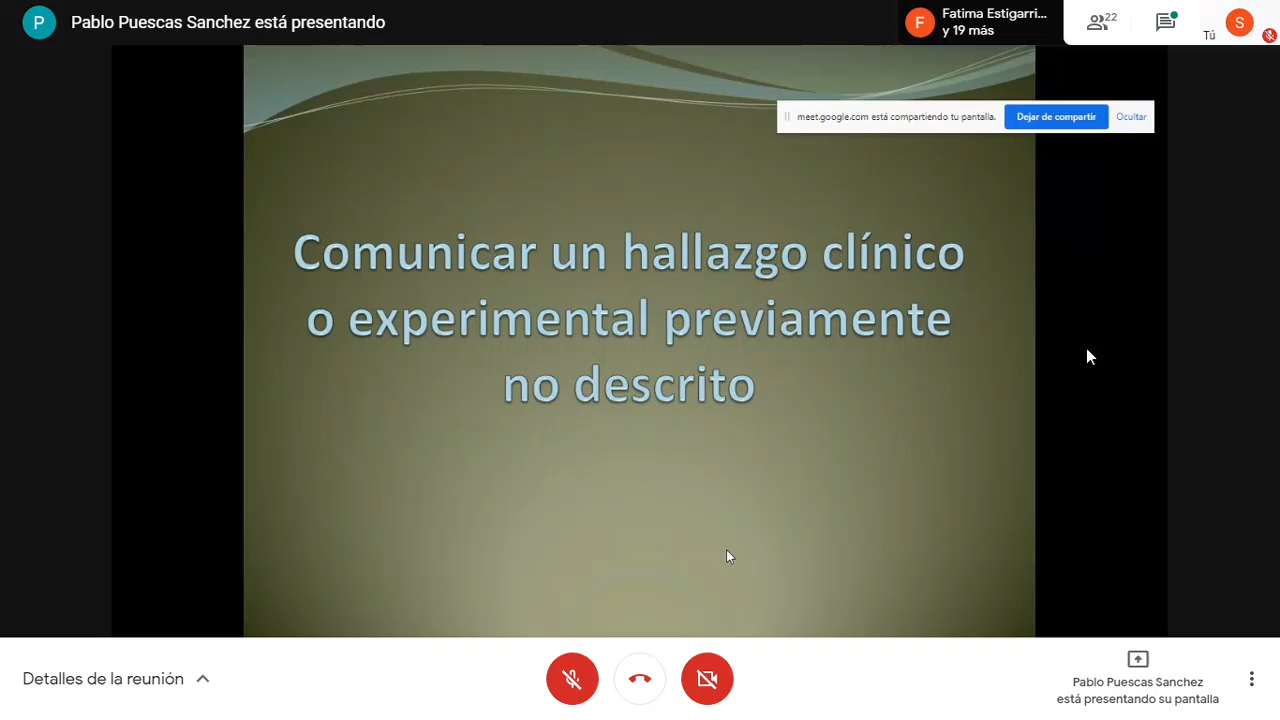 P
Pablo Puescas Sanchez está presentando
F
Fatima Estigarri...
y 19 más
22
Tú
S
meet.google.com está compartiendo tu pantalla.
Dejar de compartir
Ocultar
Comunicar un hallazgo clínico
o experimental previamente
no descrito
Detalles de la reunión
Pablo Puescas Sanchez
está presentando su pantalla